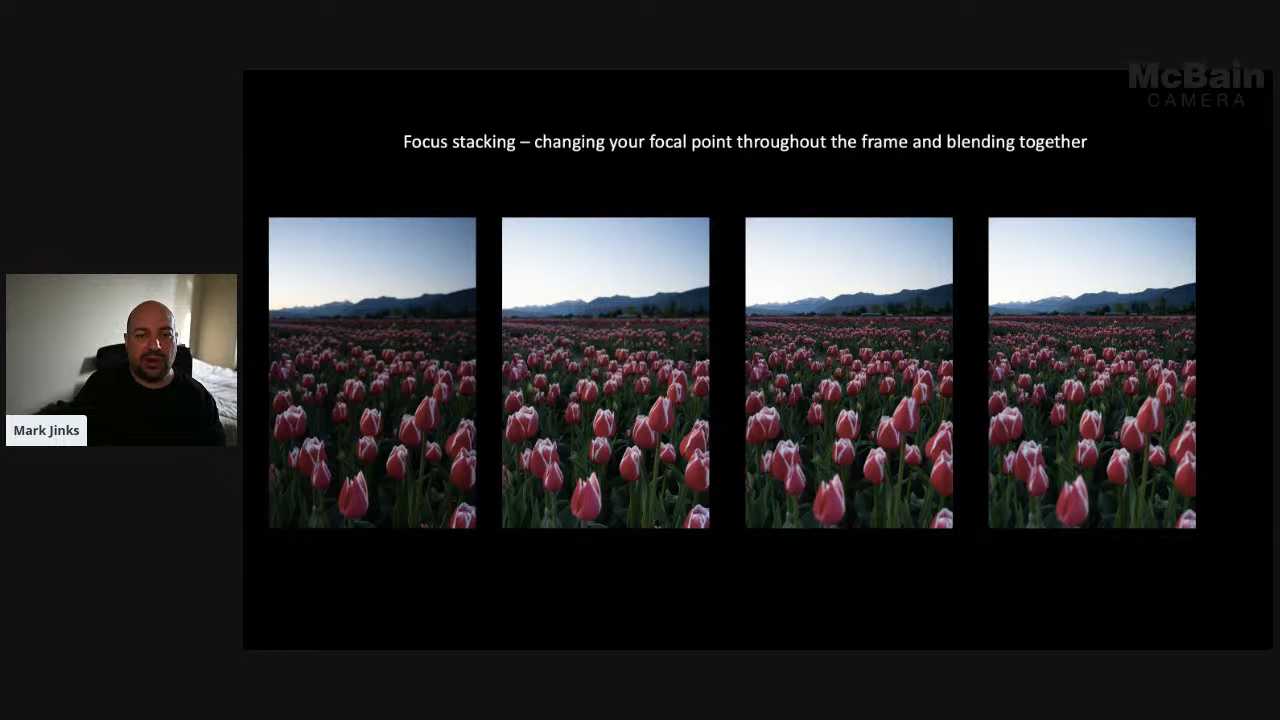 McBain
CAMERA
Focus stacking – changing your focal point throughout the frame and blending together
Mark Jinks